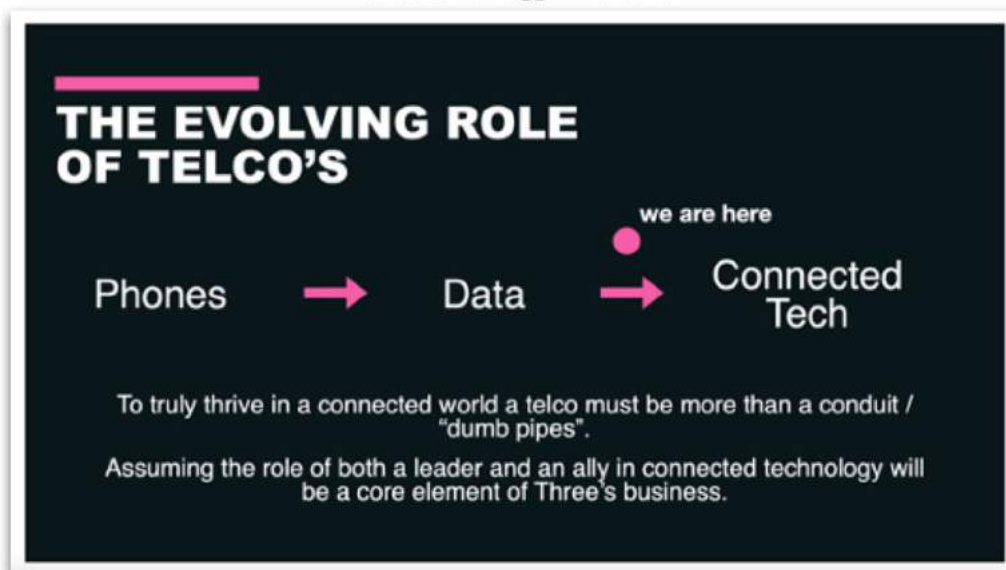 THE EVOLVING ROLE
OF TELCO'S
we are here
Phones
Data
Connected
Tech
To truly thrive in a connected world a telco must be more than a conduit /
"dumb pipes".
Assuming the role of both a leader and an ally in connected technology will
be a core element of Three's business.